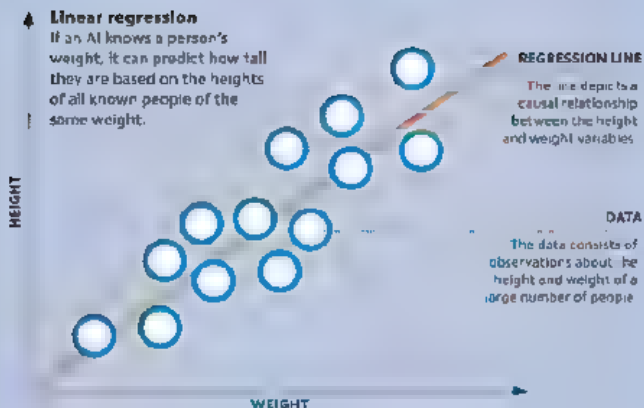 Linear regression
If an AI knows a person's
weight, it can predict how tall
they are based on the heights
of all known people of the
same weight.
REGRESSION LINE
The line depicts a
causal relationship
between the height
and weight variables
HEIGHT
DATA
The data consists of
observations about the
height and weight of a
large number of people
WEIGHT